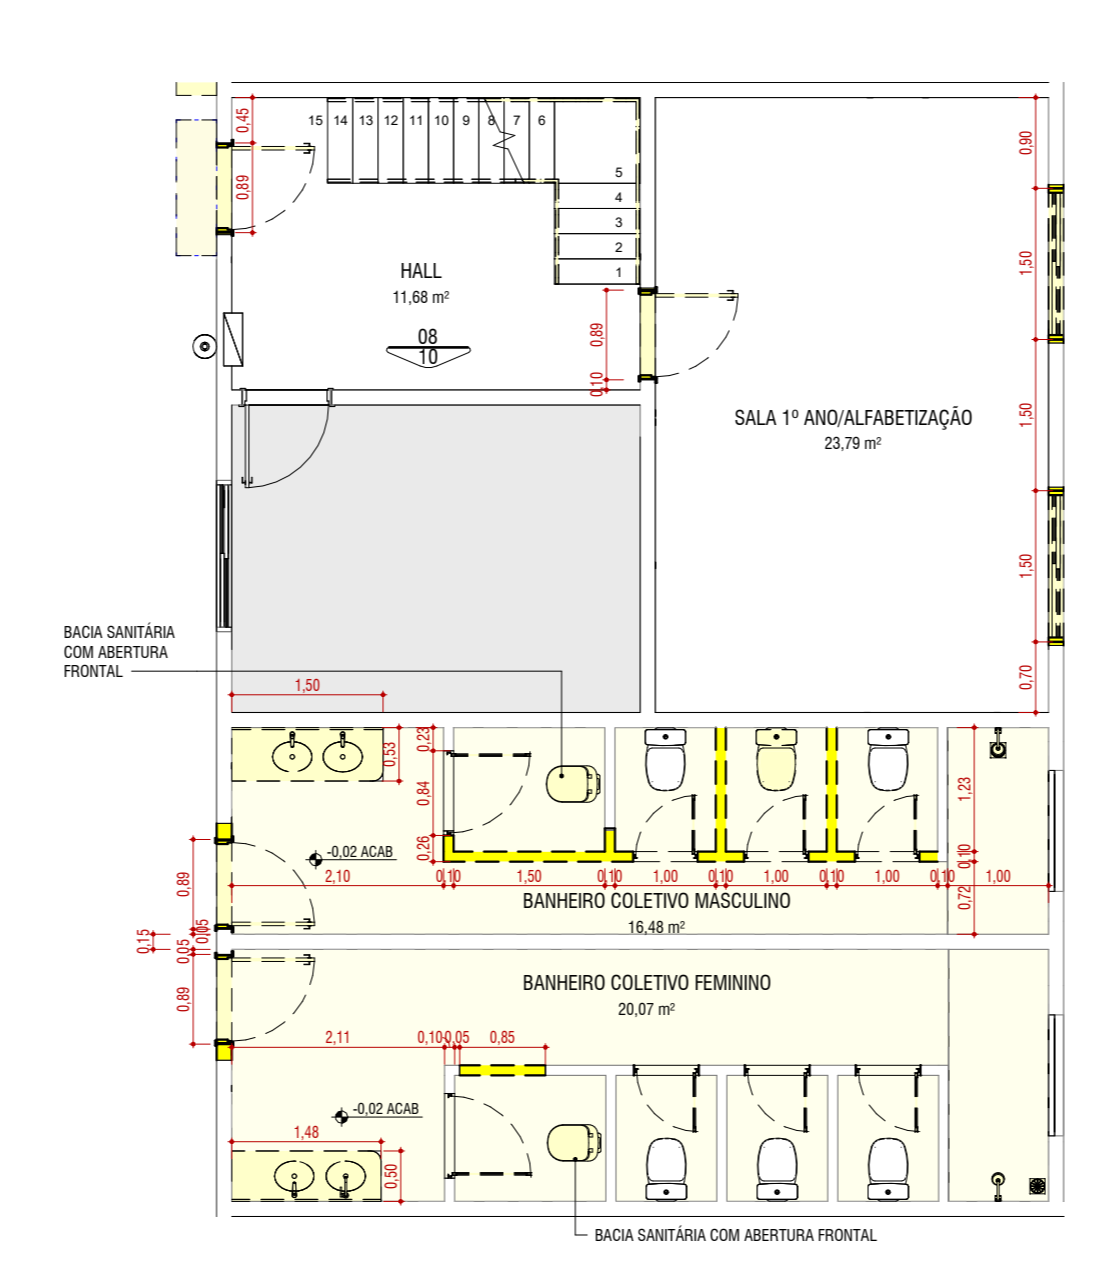 0,45
15 14 13 12 11 10 9 8 7 6
0,89
5
4
3
2
1
0,90
1,50
HALL
11,68 m²
08
10
0,89
0,10
SALA 1º ANO/ALFABETIZAÇÃO
23,79 m²
1,50
1,50
0,70
BACIA SANITÁRIA
COM ABERTURA
FRONTAL
1,50
0,53
0,23
0,84
0,26
1,23
0,10
0,72
-0,02 ACAB
2,10 0,10 1,50 0,10 1,00 0,10 1,00 0,10 1,00 0,10 1,00
BANHEIRO COLETIVO MASCULINO
16,48 m²
0,89
0,05
0,15
0,05
0,89
BANHEIRO COLETIVO FEMININO
20,07 m²
2,11 0,10 0,05 0,85
-0,02 ACAB
1,48
0,50
BACIA SANITÁRIA COM ABERTURA FRONTAL